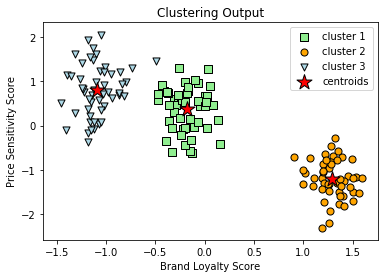 Clustering Output
cluster 1
cluster 2
cluster 3
centroids
Price Sensitivity Score
2
1
0
−1
−2
−1.5
−1.0
−0.5
0.0
0.5
1.0
1.5
Brand Loyalty Score